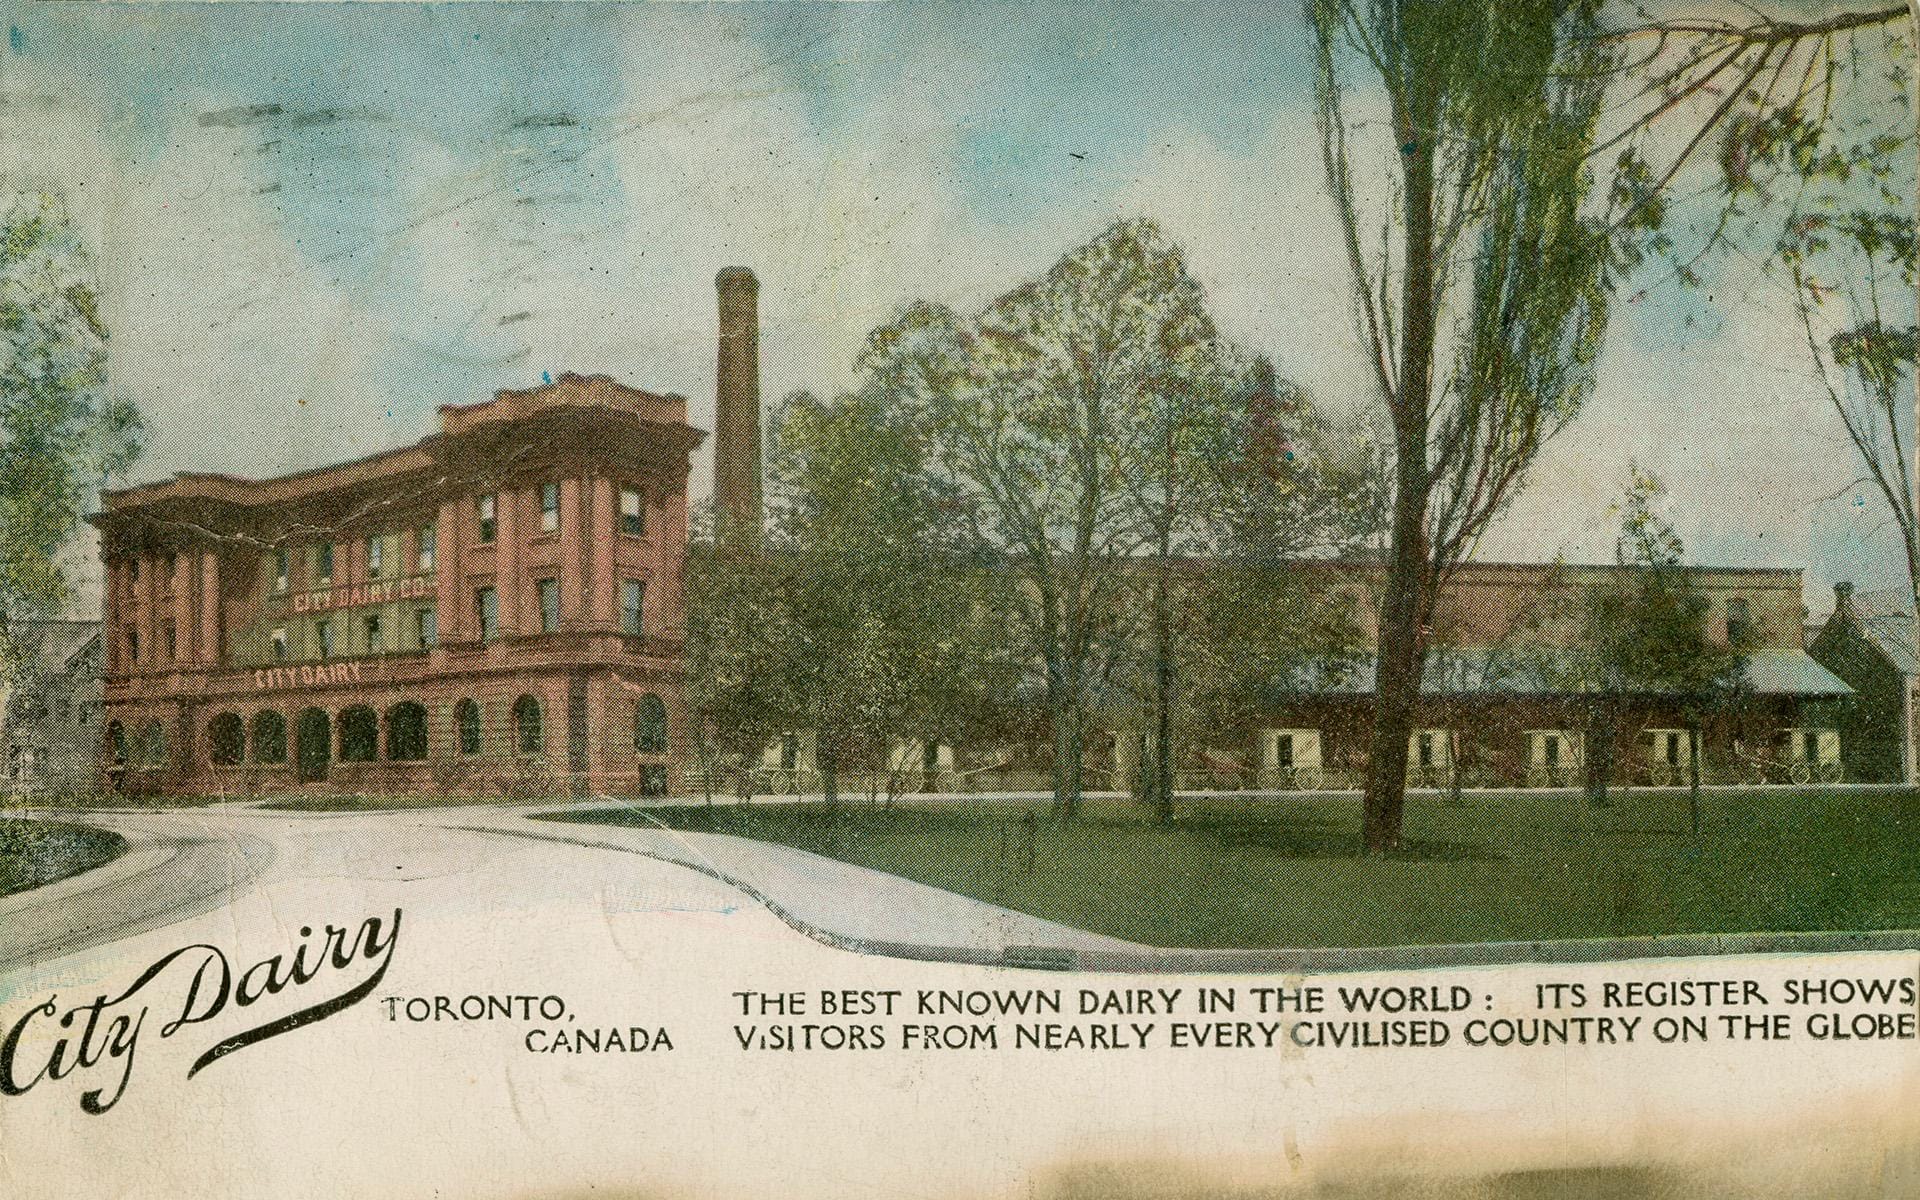 CITY DAIRY CO.
CITY DAIRY
City Dairy
TORONTO,
CANADA
THE BEST KNOWN DAIRY IN THE WORLD: ITS REGISTER SHOWS
VISITORS FROM NEARLY EVERY CIVILISED COUNTRY ON THE GLOBE